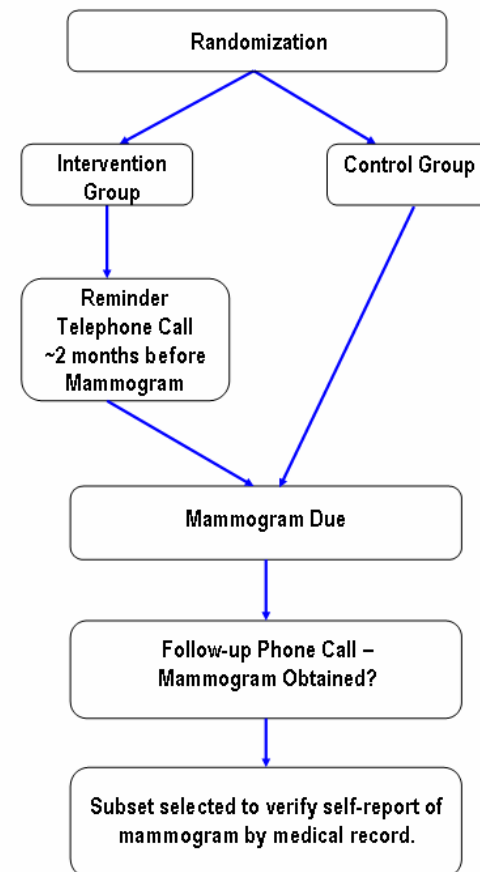 Randomization
Intervention
Group
Control Group
Reminder
Telephone Call
~2 months before
Mammogram
Mammogram Due
Follow-up Phone Call –
Mammogram Obtained?
Subset selected to verify self-report of
mammogram by medical record.